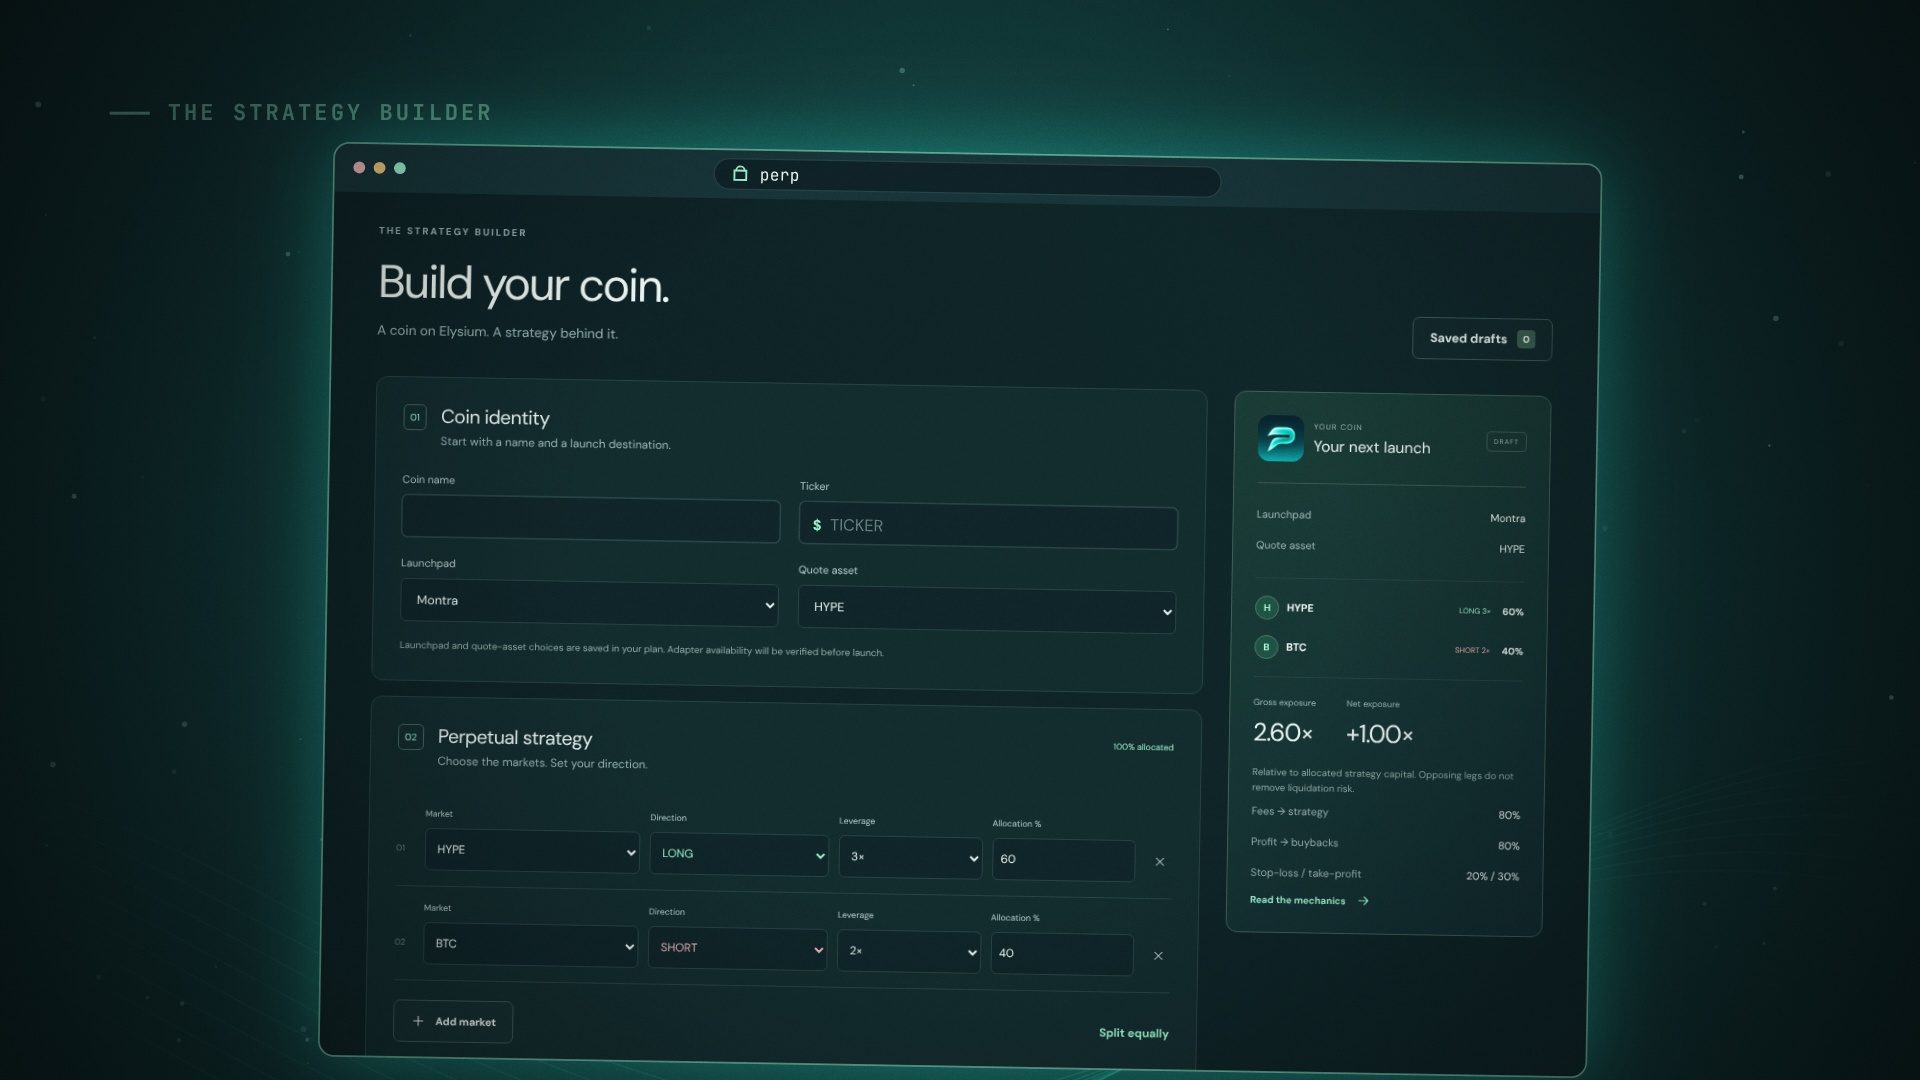 THE STRATEGY BUILDER
perp
THE STRATEGY BUILDER
Build your coin.
A coin on Elysium. A strategy behind it.
Saved drafts 0
01 Coin identity
Start with a name and a launch destination.
Coin name
Ticker
$ TICKER
Launchpad
Quote asset
Montra
HYPE
Launchpad and quote-asset choices are saved in your plan. Adapter availability will be verified before launch.
02 Perpetual strategy
Choose the markets. Set your direction.
100% allocated
Market Direction Leverage Allocation %
01 HYPE LONG 3× 60 ×
Market Direction Leverage Allocation %
02 BTC SHORT 2× 40 ×
+ Add market
Split equally
YOUR COIN
Your next launch
DRAFT
Launchpad Montra
Quote asset HYPE
H HYPE LONG 3× 60%
B BTC SHORT 2× 40%
Gross exposure Net exposure
2.60× +1.00×
Relative to allocated strategy capital. Opposing legs do not
remove liquidation risk.
Fees → strategy 80%
Profit → buybacks 80%
Stop-loss / take-profit 20% / 30%
Read the mechanics →